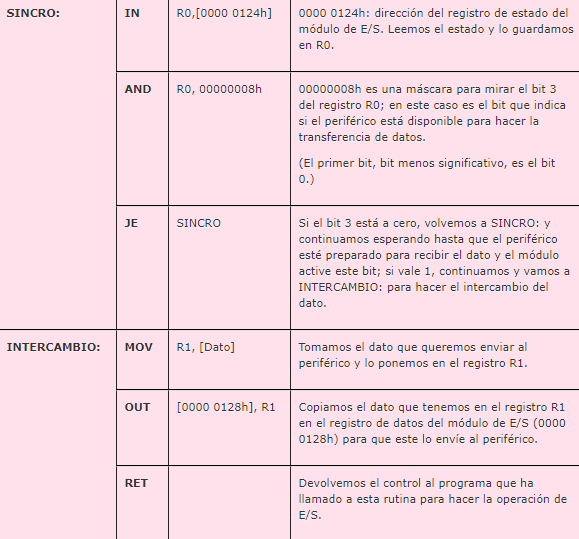 SINCRO: IN R0,[0000 0124h] 0000 0124h: dirección del registro de estado del
módulo de E/S. Leemos el estado y lo guardamos
en R0.
AND R0, 00000008h 00000008h es una máscara para mirar el bit 3
del registro R0; en este caso es el bit que indica
si el periférico está disponible para hacer la
transferencia de datos.
(El primer bit, bit menos significativo, es el bit
0.)
JE SINCRO Si el bit 3 está a cero, volvemos a SINCRO: y
continuamos esperando hasta que el periférico
esté preparado para recibir el dato y el módulo
active este bit; si vale 1, continuamos y vamos a
INTERCAMBIO: para hacer el intercambio del
dato.
INTERCAMBIO: MOV R1, [Dato] Tomamos el dato que queremos enviar al
periférico y lo ponemos en el registro R1.
OUT [0000 0128h], R1 Copiamos el dato que tenemos en el registro R1
en el registro de datos del módulo de E/S (0000
0128h) para que este lo envíe al periférico.
RET Devolvemos el control al programa que ha
llamado a esta rutina para hacer la operación de
E/S.